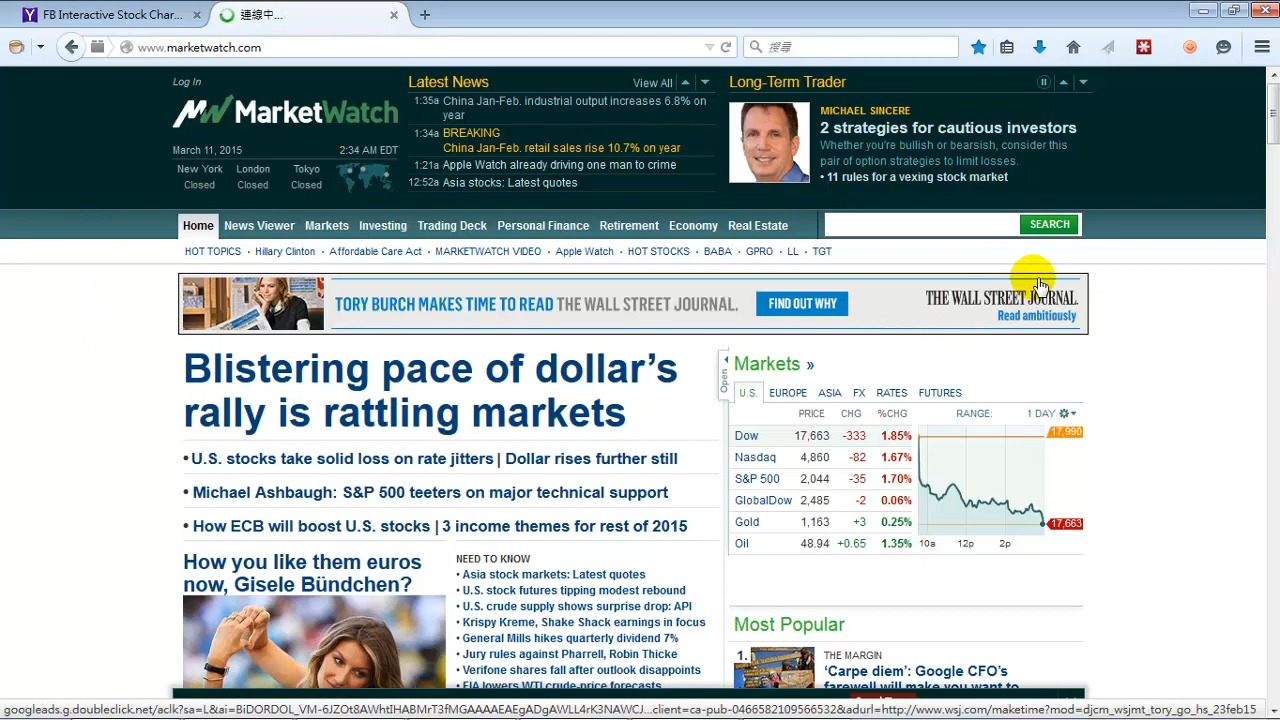 FB Interactive Stock Char...
連線中...
www.marketwatch.com
搜尋
Log In
MarketWatch
March 11, 2015
2:34 AM EDT
New York
London
Tokyo
Closed
Closed
Closed
Latest News
View All
1:35a China Jan-Feb. industrial output increases 6.8% on
year
1:34a BREAKING
China Jan-Feb. retail sales rise 10.7% on year
1:21a Apple Watch already driving one man to crime
12:52a Asia stocks: Latest quotes
Long-Term Trader
MICHAEL SINCERE
2 strategies for cautious investors
Whether you're bullish or bearish, consider this
pair of option strategies to limit losses.
• 11 rules for a vexing stock market
Home News Viewer Markets Investing Trading Deck Personal Finance Retirement Economy Real Estate
SEARCH
HOT TOPICS · Hillary Clinton · Affordable Care Act · MARKETWATCH VIDEO · Apple Watch · HOT STOCKS · BABA · GPRO · LL · TGT
TORY BURCH MAKES TIME TO READ THE WALL STREET JOURNAL.
FIND OUT WHY
THE WALL STREET JOURNAL.
Read ambitiously
Blistering pace of dollar's
rally is rattling markets
• U.S. stocks take solid loss on rate jitters | Dollar rises further still
• Michael Ashbaugh: S&P 500 teeters on major technical support
• How ECB will boost U.S. stocks | 3 income themes for rest of 2015
How you like them euros
now, Gisele Bündchen?
NEED TO KNOW
• Asia stock markets: Latest quotes
• U.S. stock futures tipping modest rebound
• U.S. crude supply shows surprise drop: API
• Krispy Kreme, Shake Shack earnings in focus
• General Mills hikes quarterly dividend 7%
• Jury rules against Pharrell, Robin Thicke
• Verifone shares fall after outlook disappoints
• EIA lowers WTI crude-price forecasts
Open
Markets »
U.S. EUROPE ASIA FX RATES FUTURES
PRICE CHG %CHG RANGE: 1 DAY
Dow 17,663 -333 1.85%
Nasdaq 4,860 -82 1.67%
S&P 500 2,044 -35 1.70%
GlobalDow 2,485 -2 0.06%
Gold 1,163 +3 0.25%
Oil 48.94 +0.65 1.35%
17,990
17,663
10a 12p 2p
Most Popular
1.
THE MARGIN
'Carpe diem': Google CFO's
farewell will make you want to
googleads.g.doubleclick.net/aclk?sa=L&ai=BiDORDOL_VM-6JZOt8AWhtIHABMrT3fMGAAAAEAEgADgAWLL4rK3NAWCJ...client=ca-pub-0466582109566532&adurl=http://www.wsj.com/maketime?mod=djcm_wsjmt_tory_go_hs_23feb15